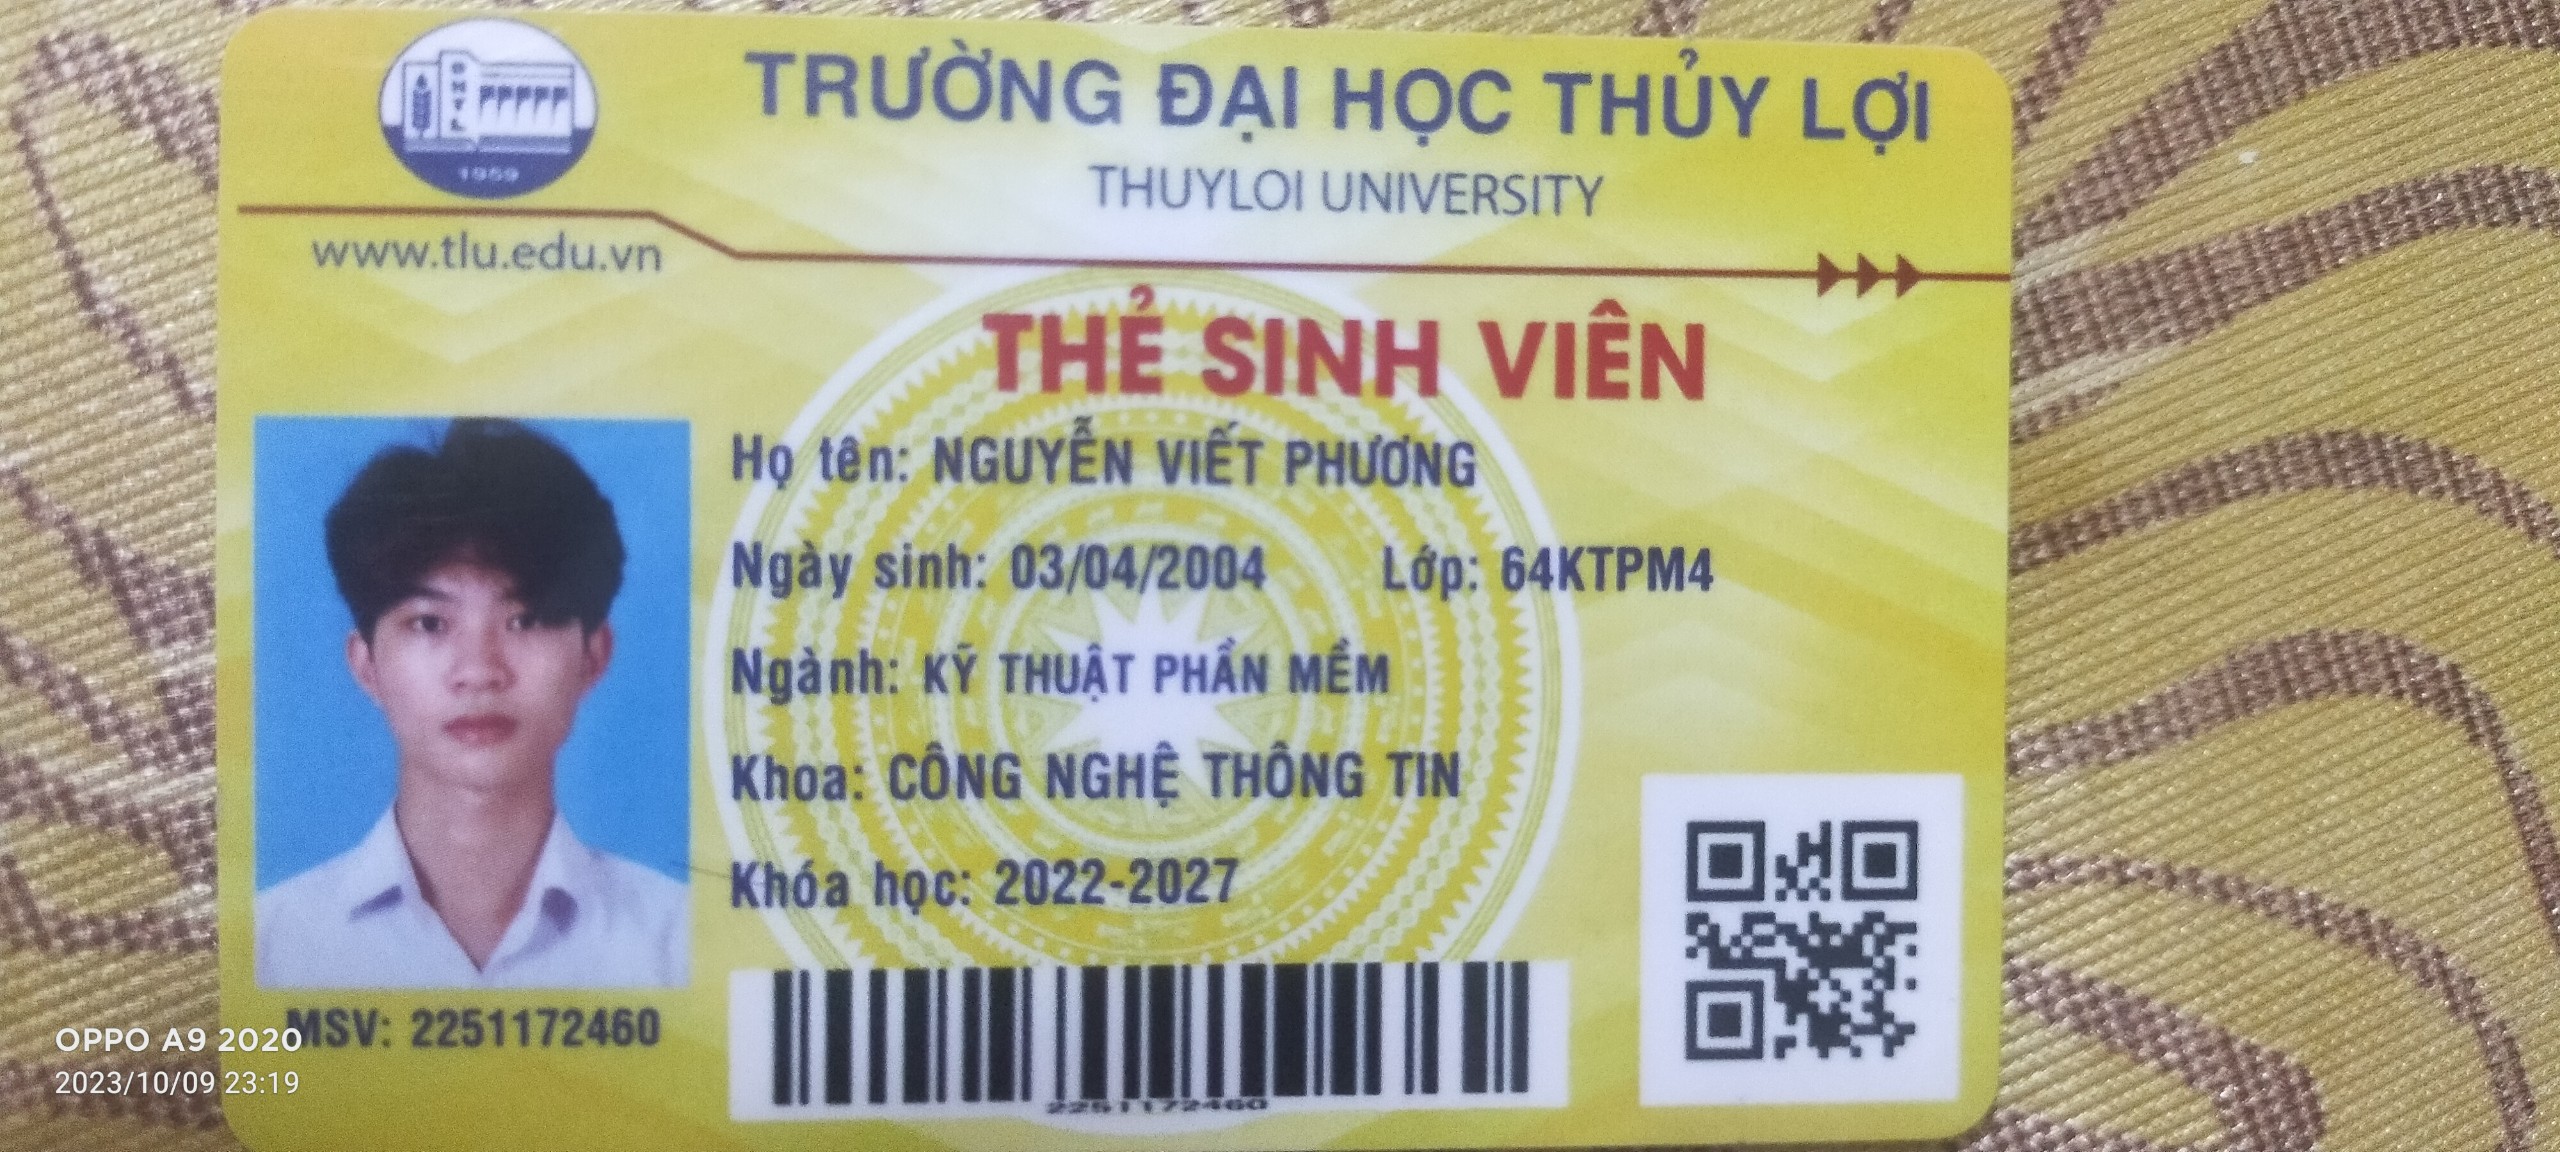 ĐHTL
1959
TRƯỜNG ĐẠI HỌC THỦY LỢI
THUYLOI UNIVERSITY
www.tlu.edu.vn
THẺ SINH VIÊN
Họ tên: NGUYỄN VIẾT PHƯƠNG
Ngày sinh: 03/04/2004 Lớp: 64KTPM4
Ngành: KỸ THUẬT PHẦN MỀM
Khoa: CÔNG NGHỆ THÔNG TIN
Khóa học: 2022-2027
MSV: 2251172460
2251172460
OPPO A9 2020
2023/10/09 23:19